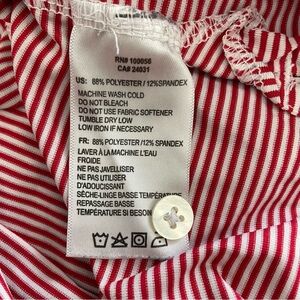 RN# 100056
CA# 24031
US: 88% POLYESTER / 12%SPANDEX
MACHINE WASH COLD
DO NOT BLEACH
DO NOT USE FABRIC SOFTENER
TUMBLE DRY LOW
LOW IRON IF NECESSARY
FR: 88% POLYESTER /12%SPANDEX
LAVER À LA MACHINE L'EAU
FROIDE
NE PAS JAVELLISER
NE PAS UTILISER
D'ADOUCISSANT
SÈCHE-LINGE BASSE TEMPÉRATURE
REPASSAGE BASSE
TEMPÉRATURE SI BESOIN